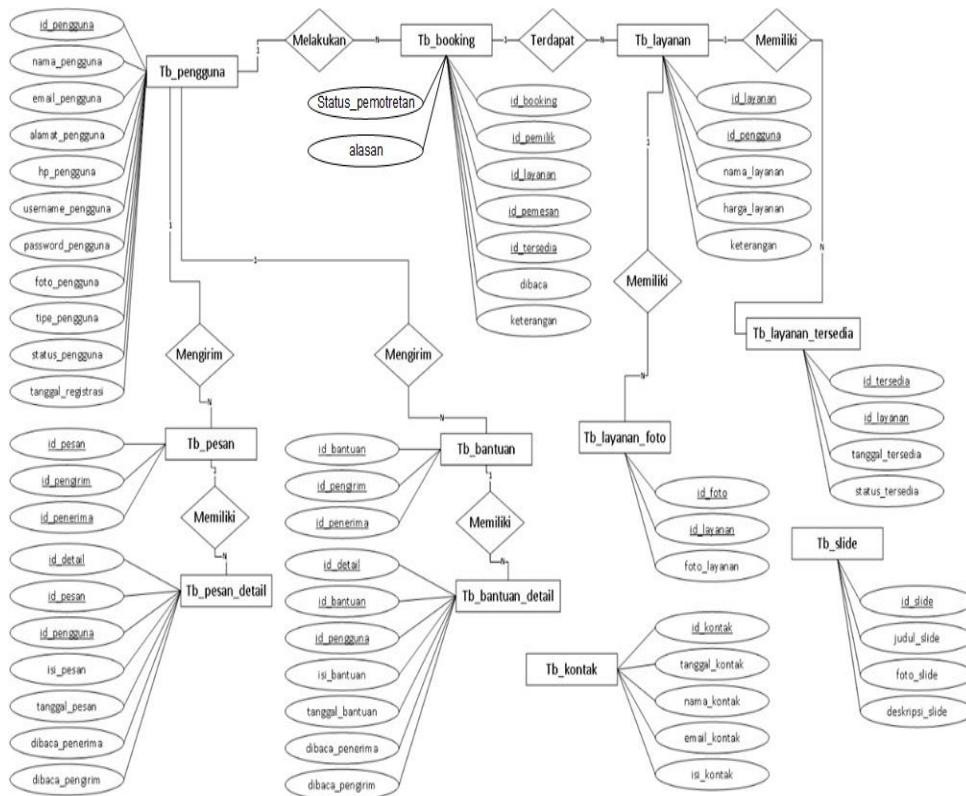 id_pengguna
nama_pengguna
email_pengguna
alamat_pengguna
hp_pengguna
username_pengguna
password_pengguna
foto_pengguna
tipe_pengguna
status_pengguna
tanggal_registrasi
Tb_pengguna
1
Melakukan
N
Tb_booking
1
Terdapat
N
Tb_layanan
1
Memiliki
N
Status_pemotretan
alasan
id_booking
id_pemilik
id_layanan
id_pemesan
id_tersedia
dibaca
keterangan
id_layanan
id_pengguna
nama_layanan
harga_layanan
keterangan
1
Memiliki
N
Tb_layanan_tersedia
id_tersedia
id_layanan
tanggal_tersedia
status_tersedia
1
Mengirim
N
1
Mengirim
N
Tb_pesan
id_pesan
id_pengirim
id_penerima
1
Memiliki
N
Tb_pesan_detail
id_detail
id_pesan
id_pengguna
isi_pesan
tanggal_pesan
dibaca_penerima
dibaca_pengirim
Tb_bantuan
id_bantuan
id_pengirim
id_penerima
1
Memiliki
N
Tb_bantuan_detail
id_detail
id_bantuan
id_pengguna
isi_bantuan
tanggal_bantuan
dibaca_penerima
dibaca_pengirim
Tb_layanan_foto
id_foto
id_layanan
foto_layanan
Tb_kontak
id_kontak
tanggal_kontak
nama_kontak
email_kontak
isi_kontak
Tb_slide
id_slide
judul_slide
foto_slide
deskripsi_slide